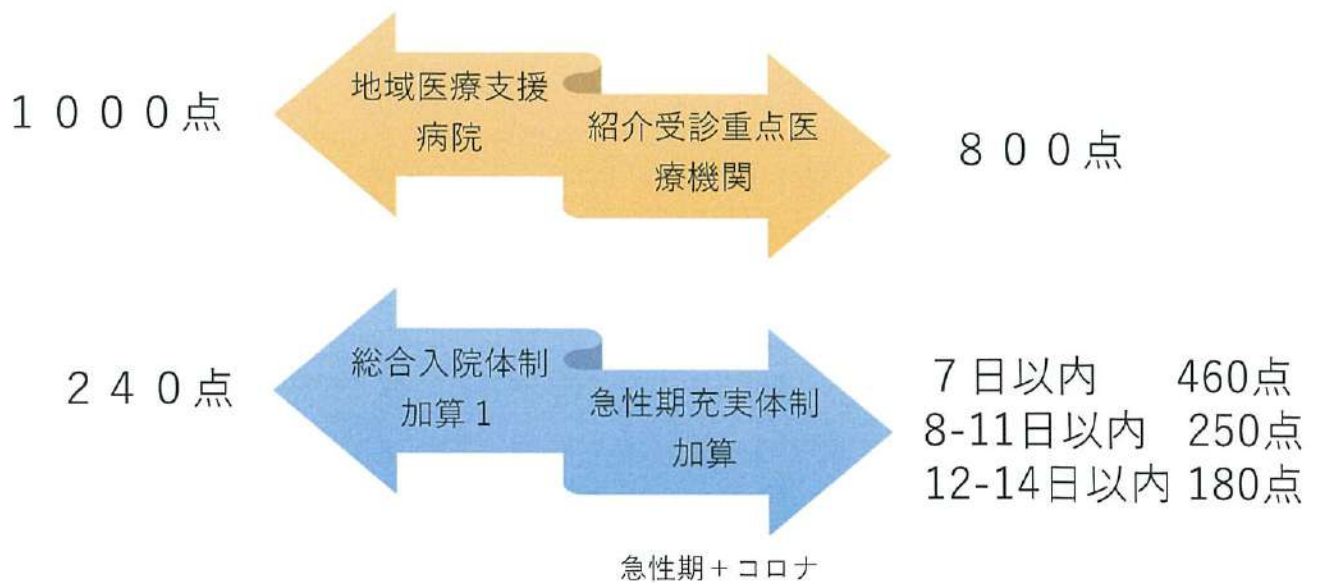 1000点
地域医療支援
病院
紹介受診重点医
療機関
800点
240点
総合入院体制
加算1
急性期充実体制
加算
7日以内 460点
8-11日以内 250点
12-14日以内 180点
急性期+コロナ